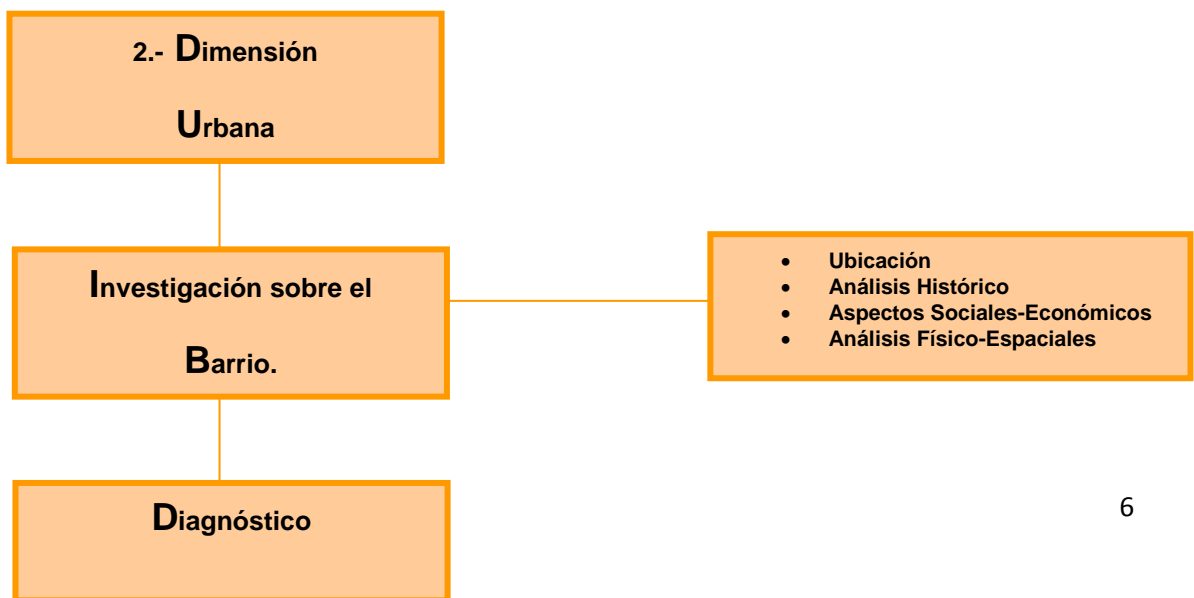 2.- Dimensión
Urbana
Investigación sobre el
Barrio.
• Ubicación
• Análisis Histórico
• Aspectos Sociales-Económicos
• Análisis Físico-Espaciales
Diagnóstico
6